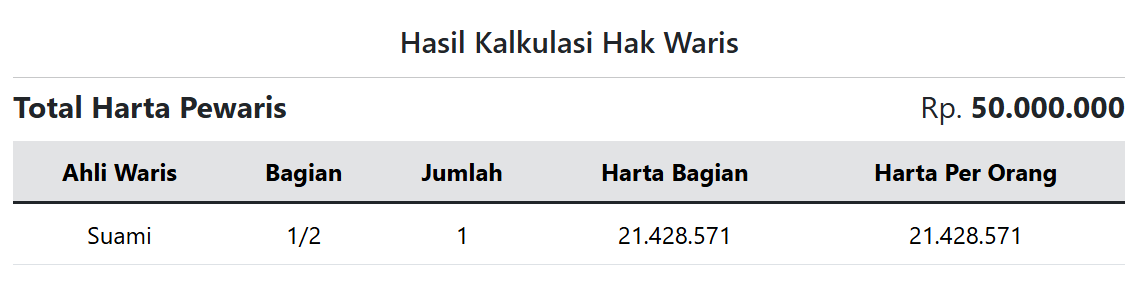 Hasil Kalkulasi Hak Waris
Total Harta Pewaris Rp. 50.000.000
Ahli Waris Bagian Jumlah Harta Bagian Harta Per Orang
Suami 1/2 1 21.428.571 21.428.571